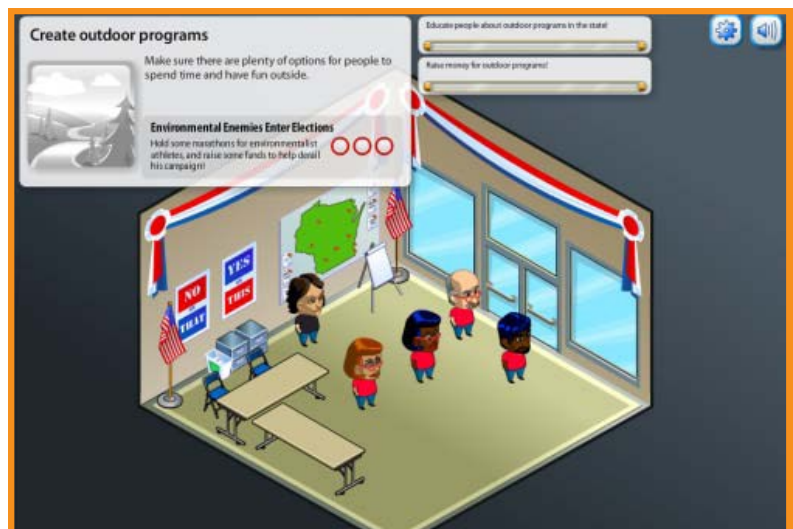 Create outdoor programs
Make sure there are plenty of options for people to
spend time and have fun outside.
Environmental Enemies Enter Elections
Hold some marathons for environmentalist
athletes, and raise some funds to help derail
his campaign!
Educate people about outdoor programs in the state!
Raise money for outdoor programs!
NO
THAT
YES
THIS